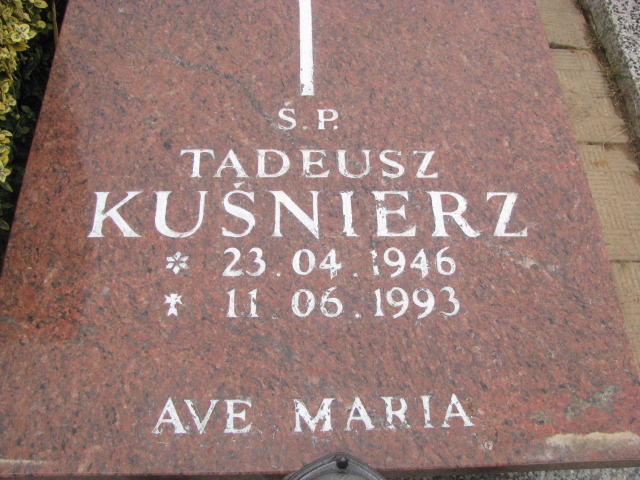 Ś.P.
TADEUSZ
KUŚNIERZ
* 23.04.1946
✝ 11.06.1993
AVE MARIA